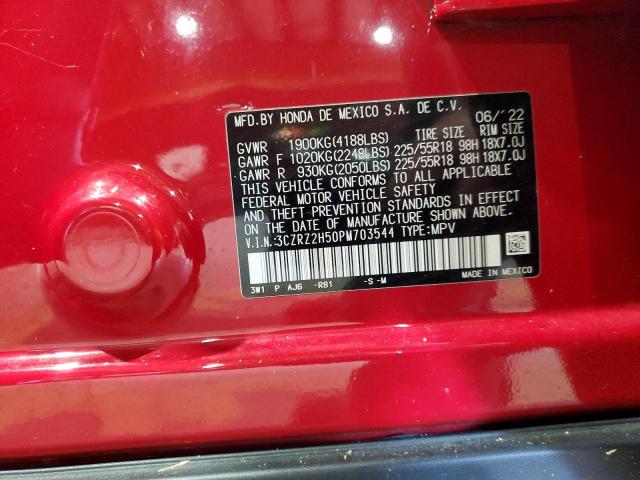 MFD.BY HONDA DE MEXICO S.A. DE C.V. 06/'22
TIRE SIZE RIM SIZE
GVWR 1900KG(4188LBS)
GAWR F 1020KG(2248LBS) 225/55R18 98H 18X7.0J
GAWR R 930KG(2050LBS) 225/55R18 98H 18X7.0J
THIS VEHICLE CONFORMS TO ALL APPLICABLE
FEDERAL MOTOR VEHICLE SAFETY
AND THEFT PREVENTION STANDARDS IN EFFECT
ON THE DATE OF MANUFACTURE SHOWN ABOVE.
V.I.N.:3CZRZ2H50PM703544 TYPE:MPV
MADE IN MEXICO
3W1 P AJ6 -R81 -S -M